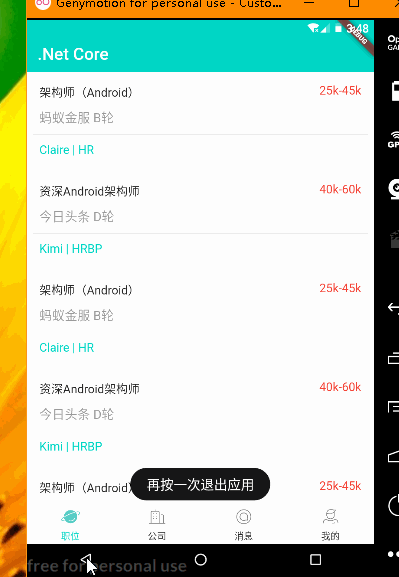 Genymotion for personal use - Custo...
3:48
DEBUG
.Net Core
架构师（Android）
25k-45k
蚂蚁金服 B轮
Claire | HR
资深Android架构师
40k-60k
今日头条 D轮
Kimi | HRBP
架构师（Android）
25k-45k
蚂蚁金服 B轮
Claire | HR
资深Android架构师
40k-60k
今日头条 D轮
Kimi | HRBP
架构师（Android）
25k-45k
再按一次退出应用
职位
公司
消息
我的
free for personal use